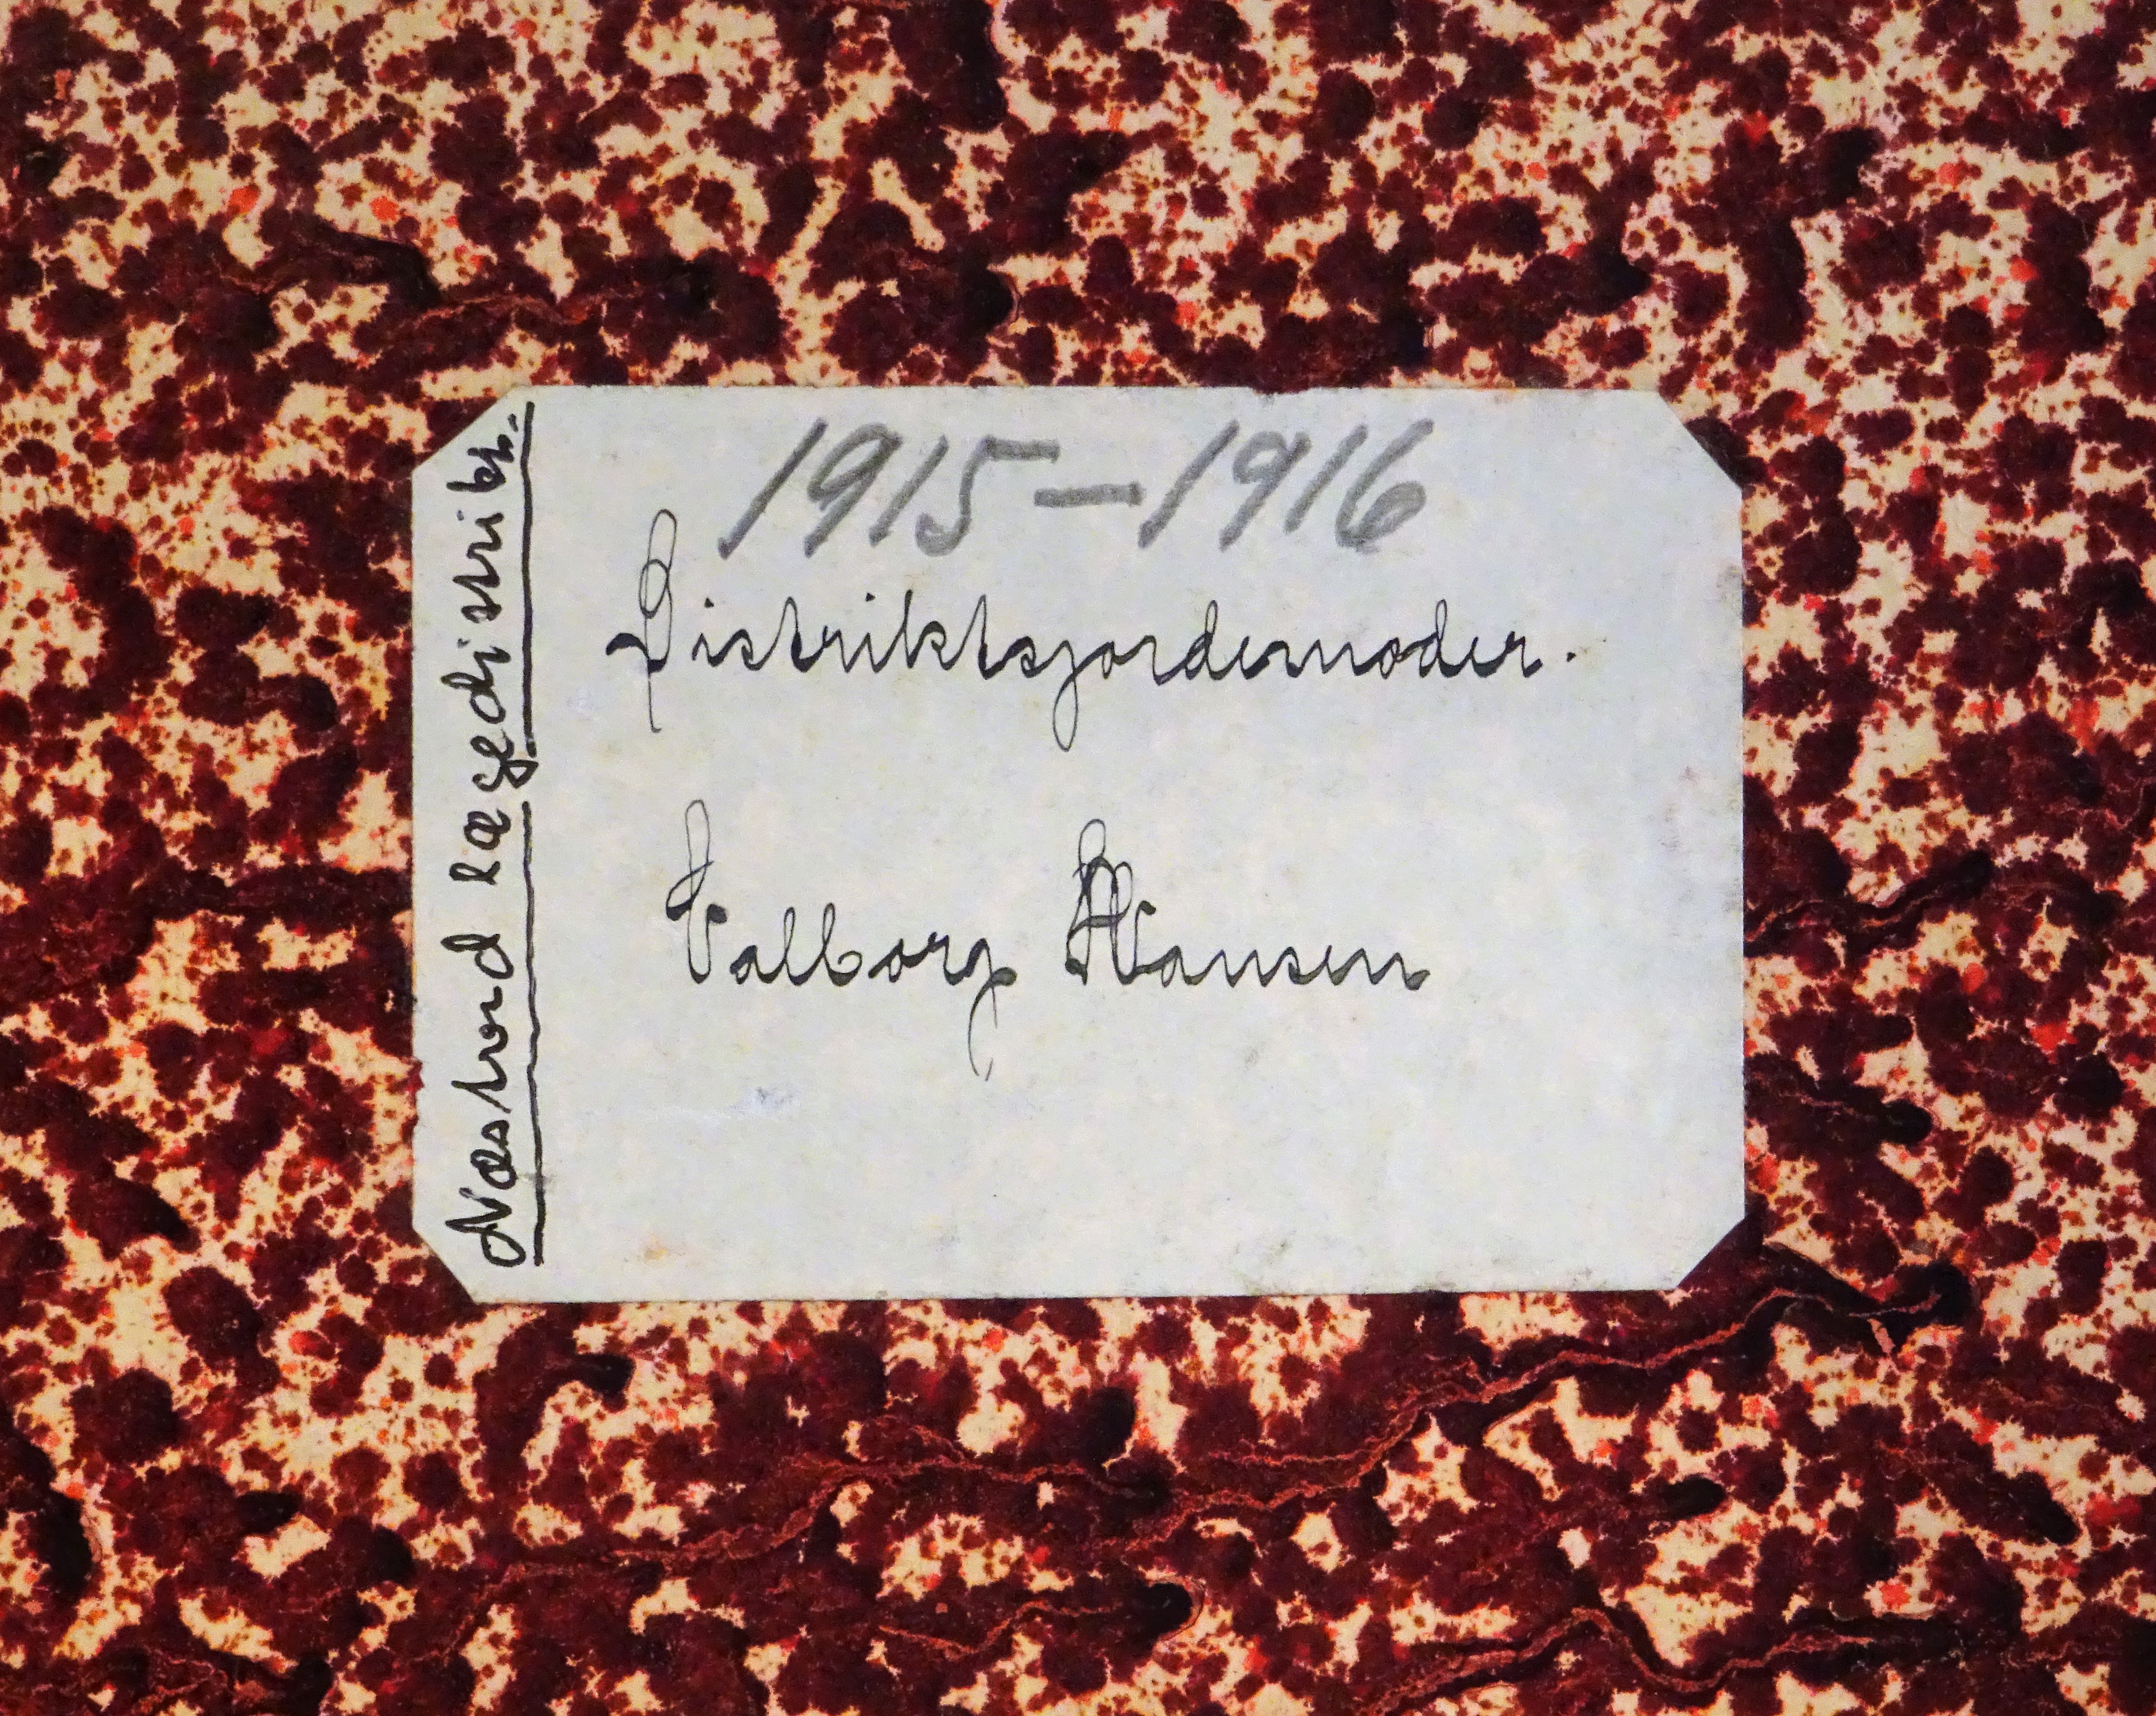 1915-1916
Distriktsjordemoder.
Valborg Hansen
Næstved lægedistrikt.